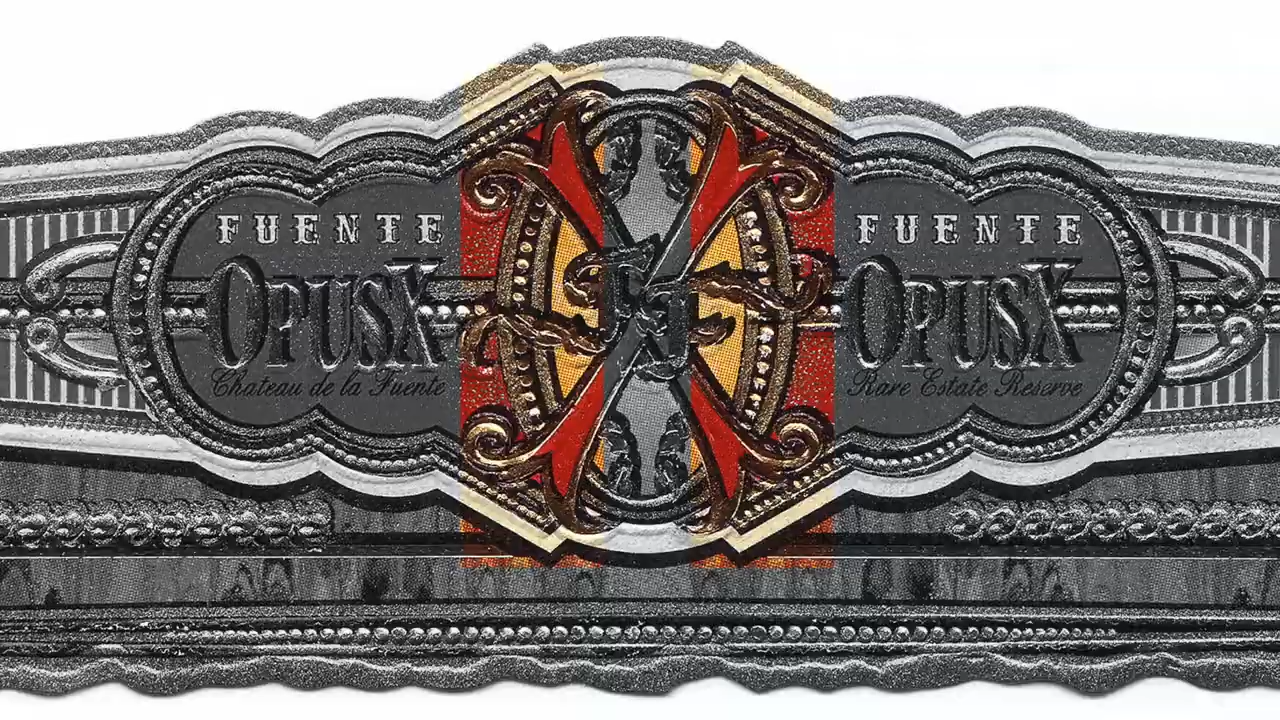 FUENTE
OPUSX
Chateau de la Fuente
FUENTE
OPUSX
Rare Estate Reserve